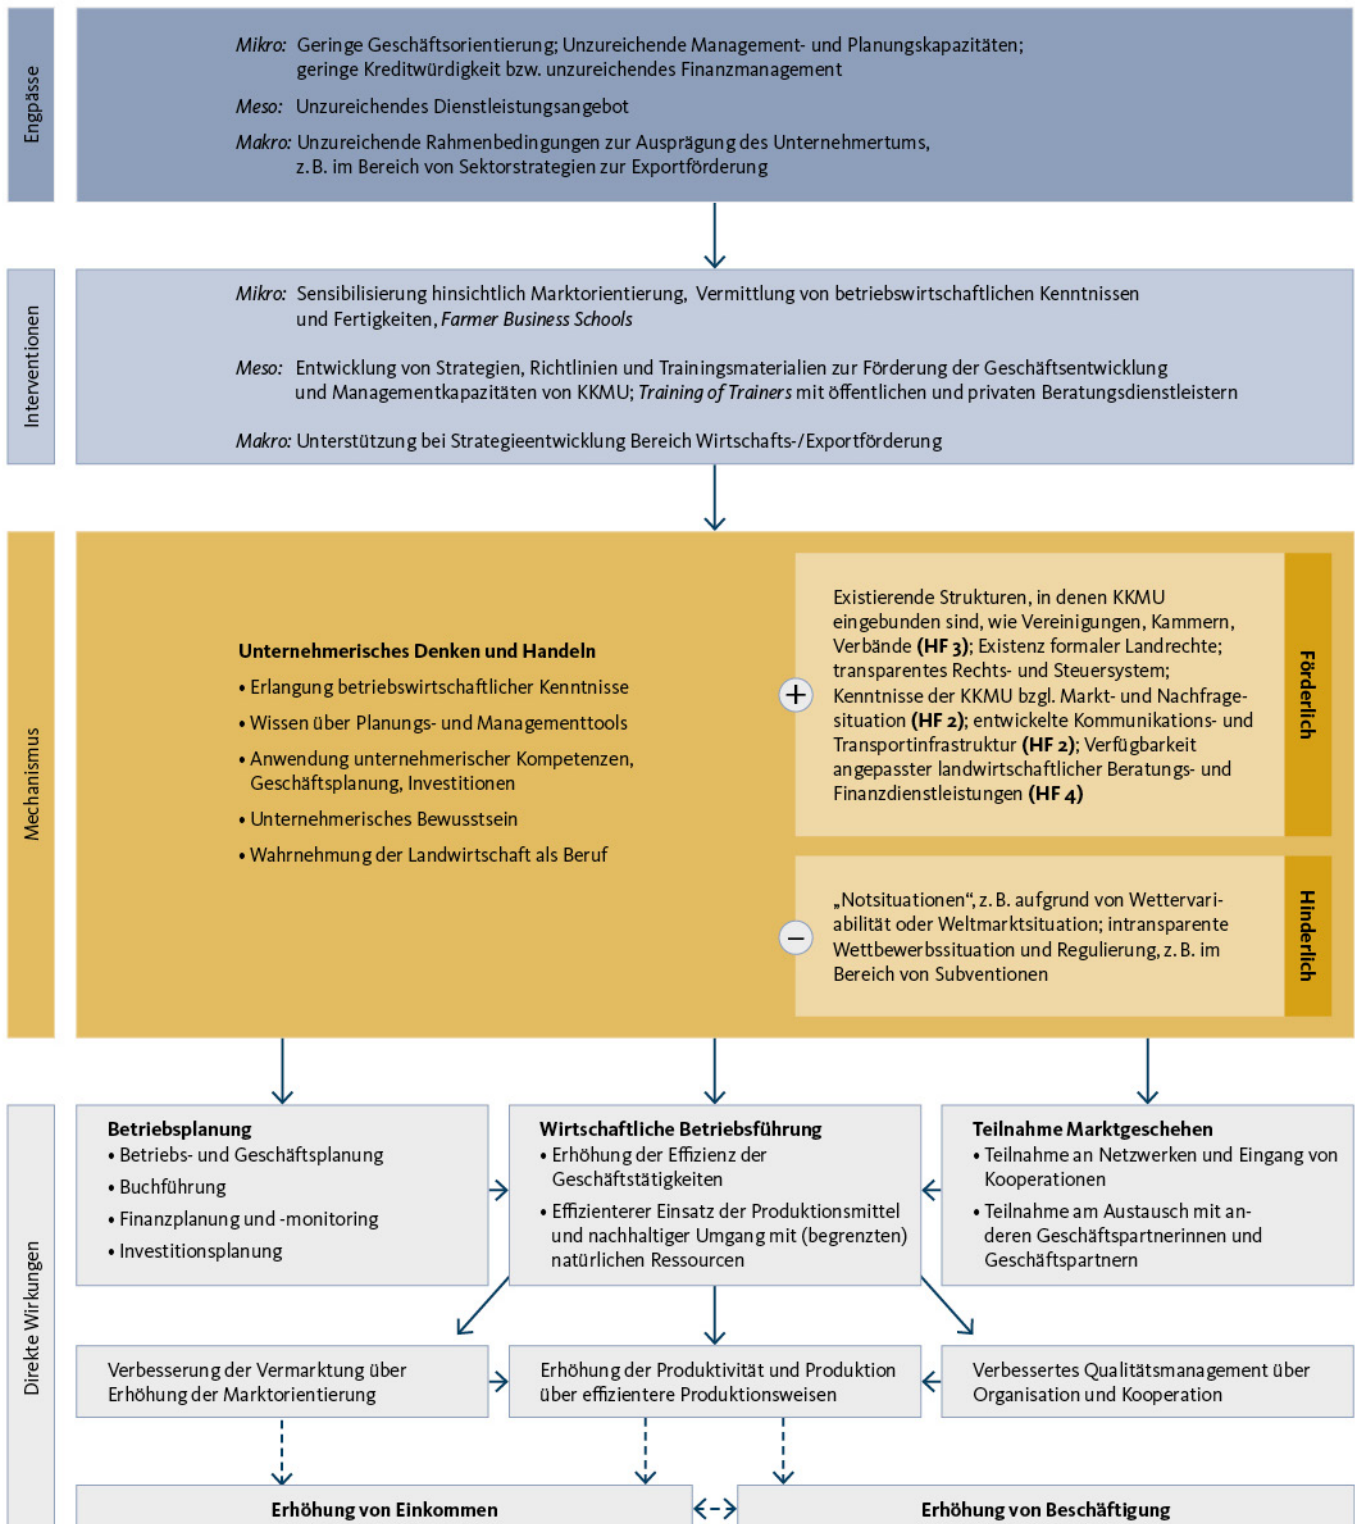 Engpässe
Mikro: Geringe Geschäftsorientierung; Unzureichende Management- und Planungskapazitäten;
geringe Kreditwürdigkeit bzw. unzureichendes Finanzmanagement
Meso: Unzureichendes Dienstleistungsangebot
Makro: Unzureichende Rahmenbedingungen zur Ausprägung des Unternehmertums,
z. B. im Bereich von Sektorstrategien zur Exportförderung
Interventionen
Mikro: Sensibilisierung hinsichtlich Marktorientierung, Vermittlung von betriebswirtschaftlichen Kenntnissen
und Fertigkeiten, Farmer Business Schools
Meso: Entwicklung von Strategien, Richtlinien und Trainingsmaterialien zur Förderung der Geschäftsentwicklung
und Managementkapazitäten von KKMU; Training of Trainers mit öffentlichen und privaten Beratungsdienstleistern
Makro: Unterstützung bei Strategieentwicklung Bereich Wirtschafts-/Exportförderung
Mechanismus
Unternehmerisches Denken und Handeln
• Erlangung betriebswirtschaftlicher Kenntnisse
• Wissen über Planungs- und Managementtools
• Anwendung unternehmerischer Kompetenzen,
Geschäftsplanung, Investitionen
• Unternehmerisches Bewusstsein
• Wahrnehmung der Landwirtschaft als Beruf
+
Existierende Strukturen, in denen KKMU
eingebunden sind, wie Vereinigungen, Kammern,
Verbände (HF 3); Existenz formaler Landrechte;
transparentes Rechts- und Steuersystem;
Kenntnisse der KKMU bzgl. Markt- und Nachfrage-
situation (HF 2); entwickelte Kommunikations- und
Transportinfrastruktur (HF 2); Verfügbarkeit
angepasster landwirtschaftlicher Beratungs- und
Finanzdienstleistungen (HF 4)
Förderlich
–
„Notsituationen“, z. B. aufgrund von Wettervari-
abilität oder Weltmarktsituation; intransparente
Wettbewerbssituation und Regulierung, z. B. im
Bereich von Subventionen
Hinderlich
Direkte Wirkungen
Betriebsplanung
• Betriebs- und Geschäftsplanung
• Buchführung
• Finanzplanung und -monitoring
• Investitionsplanung
Wirtschaftliche Betriebsführung
• Erhöhung der Effizienz der
Geschäftstätigkeiten
• Effizienterer Einsatz der Produktionsmittel
und nachhaltiger Umgang mit (begrenzten)
natürlichen Ressourcen
Teilnahme Marktgeschehen
• Teilnahme an Netzwerken und Eingang von
Kooperationen
• Teilnahme am Austausch mit an-
deren Geschäftspartnerinnen und
Geschäftspartnern
Verbesserung der Vermarktung über
Erhöhung der Marktorientierung
Erhöhung der Produktivität und Produktion
über effizientere Produktionsweisen
Verbessertes Qualitätsmanagement über
Organisation und Kooperation
Erhöhung von Einkommen
Erhöhung von Beschäftigung